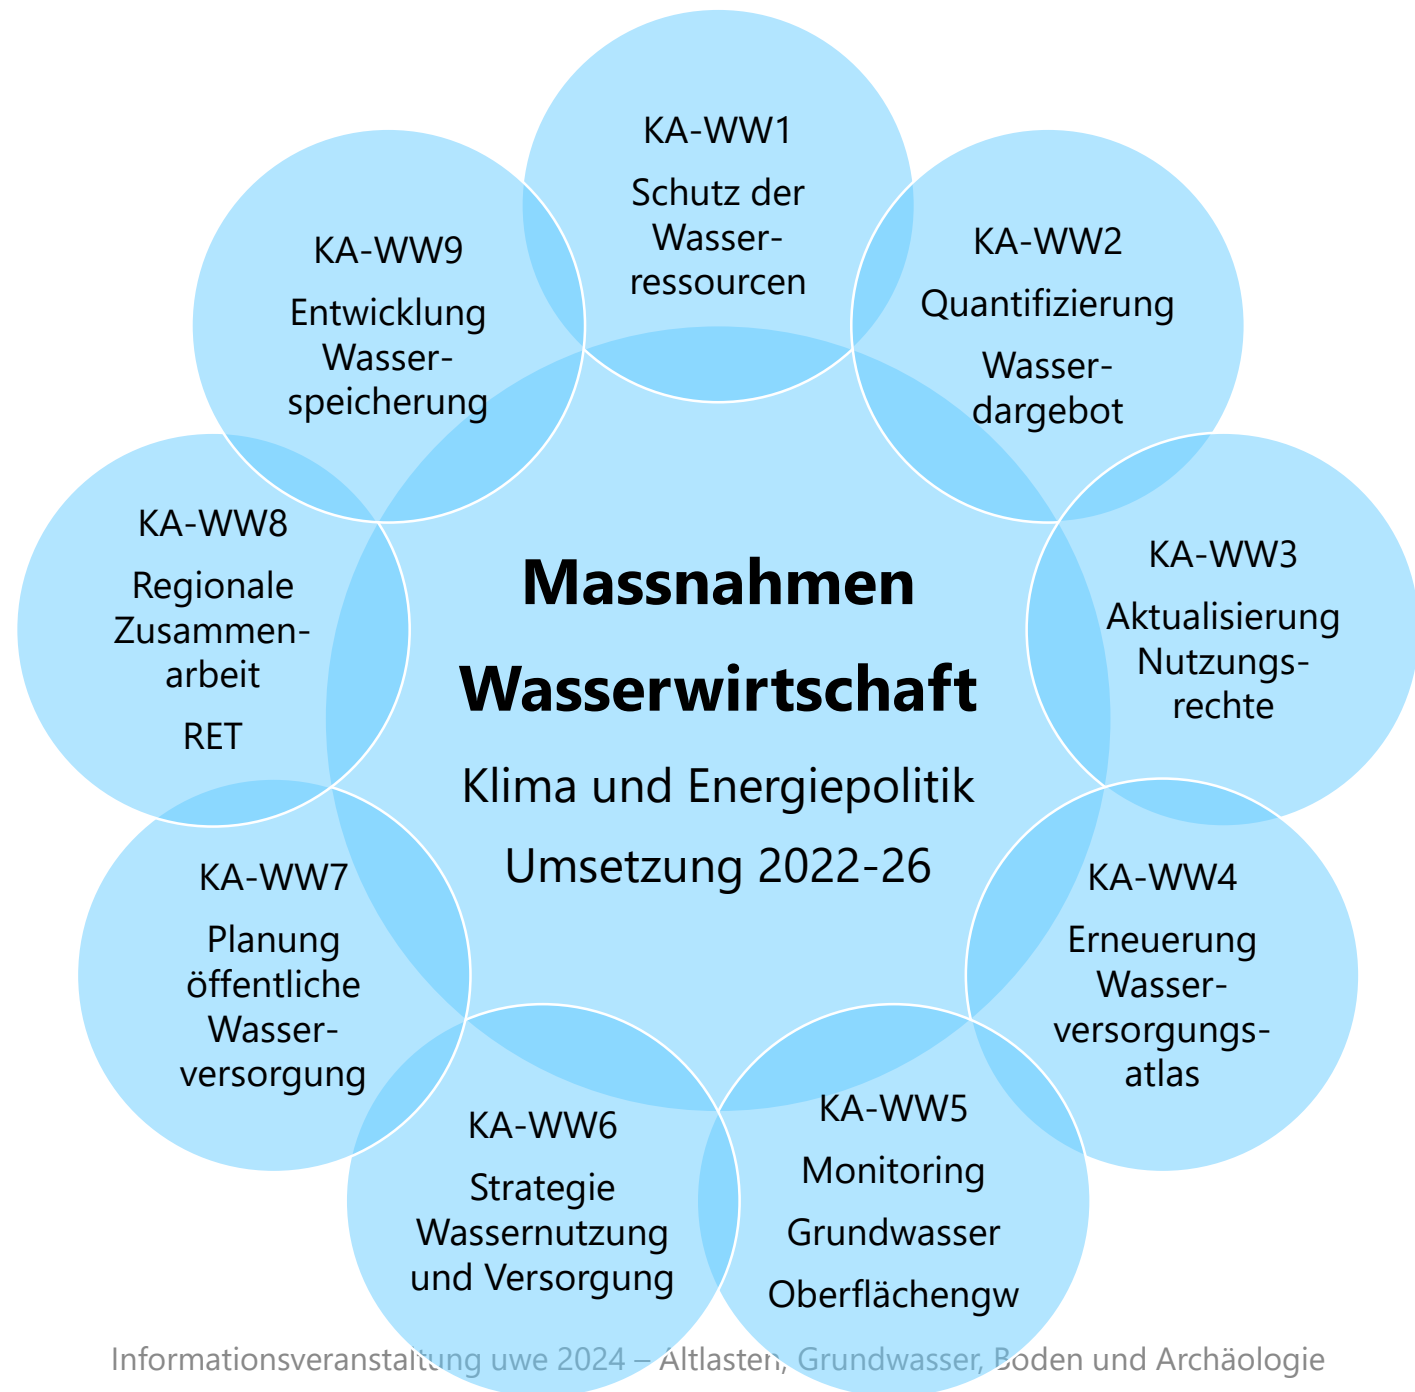 KA-WW1
Schutz der
Wasser-
ressourcen
KA-WW2
Quantifizierung
Wasser-
dargebot
KA-WW3
Aktualisierung
Nutzungs-
rechte
KA-WW4
Erneuerung
Wasser-
versorgungs-
atlas
KA-WW5
Monitoring
Grundwasser
Oberflächengw
KA-WW6
Strategie
Wassernutzung
und Versorgung
KA-WW7
Planung
öffentliche
Wasser-
versorgung
KA-WW8
Regionale
Zusammen-
arbeit
RET
KA-WW9
Entwicklung
Wasser-
speicherung
Massnahmen
Wasserwirtschaft
Klima und Energiepolitik
Umsetzung 2022-26
Informationsveranstaltung uwe 2024 – Altlasten, Grundwasser, Boden und Archäologie